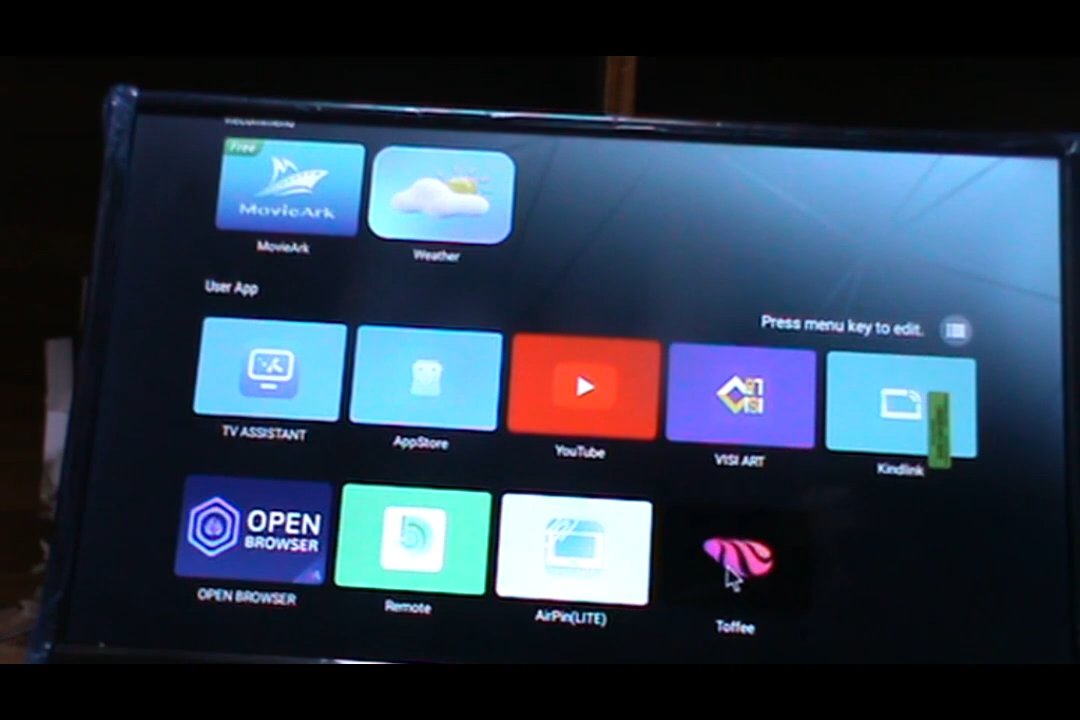 Recommend
Free
MovieArk
MovieArk
Weather
User App
Press menu key to edit.
TV ASSISTANT
AppStore
YouTube
VISI ART
Kindlink
OPEN
BROWSER
OPEN BROWSER
Remote
AirPin(LITE)
Toffee